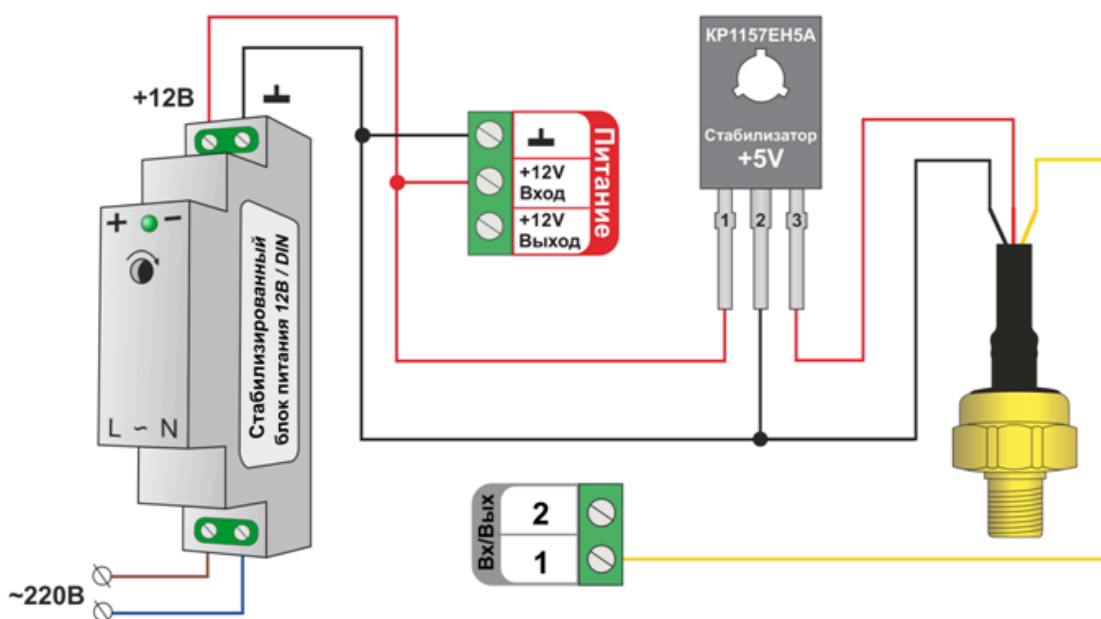 +12В
+ −
Стабилизированный
блок питания 12В / DIN
L ~ N
~220В
+12V
Вход
+12V
Выход
Питание
КР1157ЕН5А
Стабилизатор
+5V
1 2 3
Вх/Вых
2
1